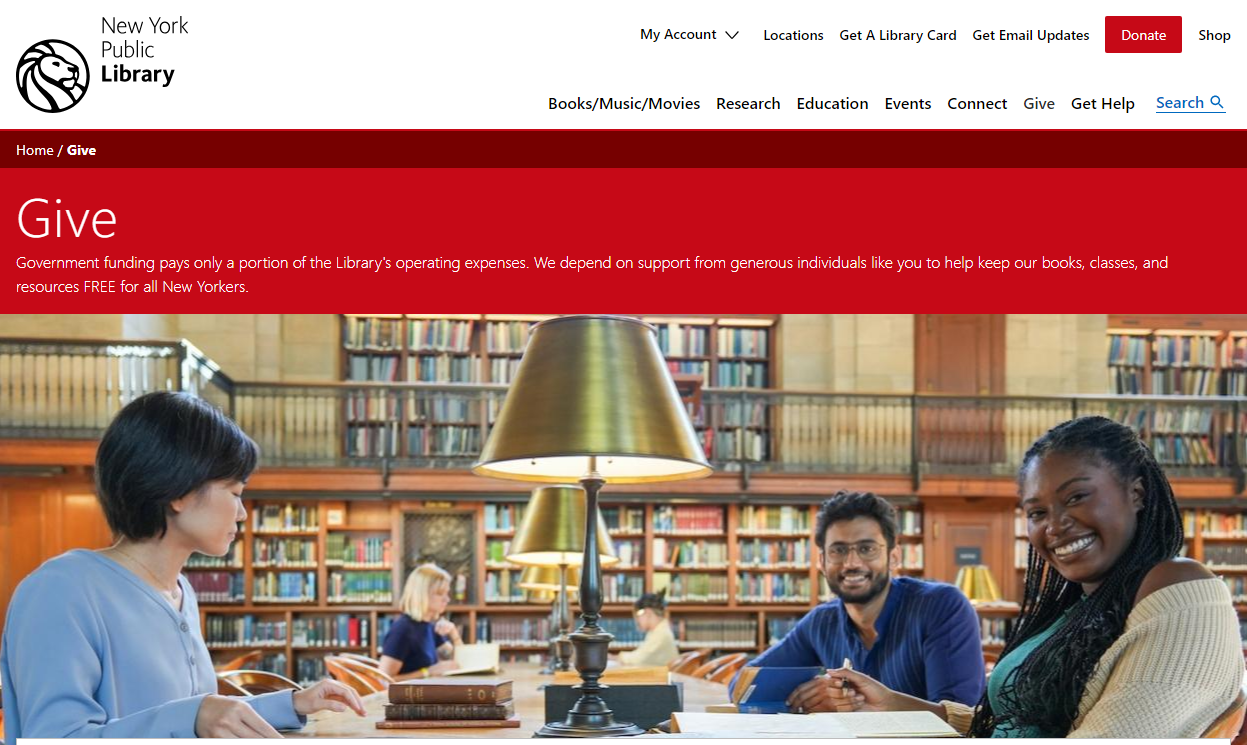 New York
Public
Library
My Account
Locations
Get A Library Card
Get Email Updates
Donate
Shop
Books/Music/Movies
Research
Education
Events
Connect
Give
Get Help
Search
Home / Give
Give
Government funding pays only a portion of the Library's operating expenses. We depend on support from generous individuals like you to help keep our books, classes, and
resources FREE for all New Yorkers.